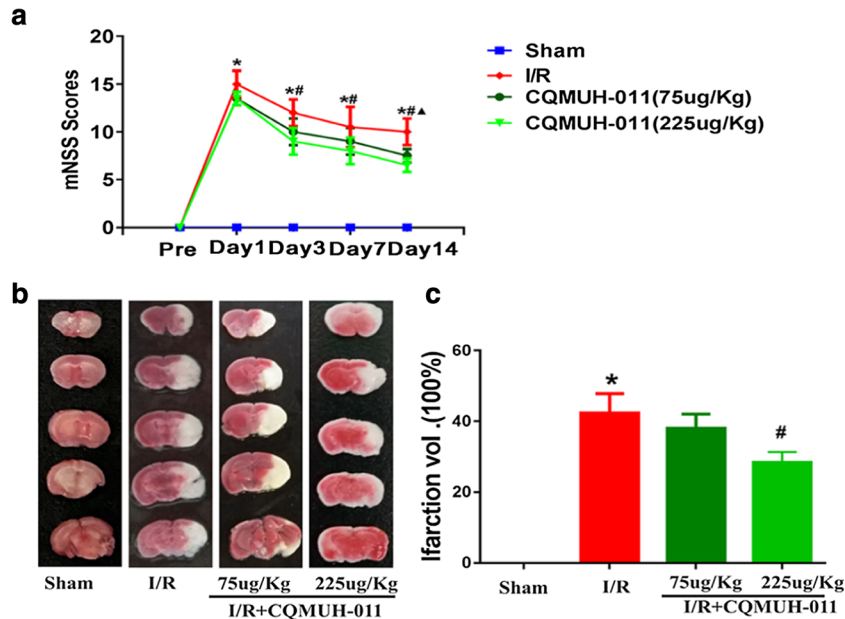 a
20
15
10
5
0
mNSS Scores
*
*#
*#
*#▲
Pre Day1 Day3 Day7 Day14
Sham
I/R
CQMUH-011(75ug/Kg)
CQMUH-011(225ug/Kg)
b
Sham I/R 75ug/Kg 225ug/Kg
I/R+CQMUH-011
c
60
40
20
0
Ifarction vol .(100%)
*
#
Sham I/R 75ug/Kg 225ug/Kg
I/R+CQMUH-011